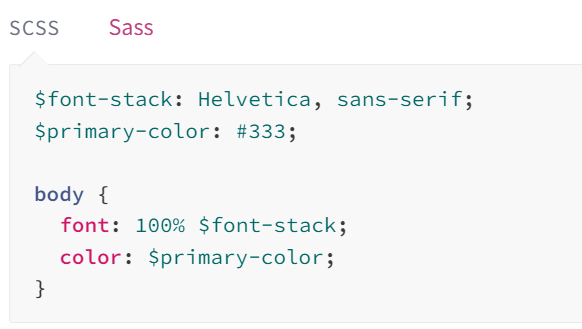 SCSS Sass
$font-stack: Helvetica, sans-serif;
$primary-color: #333;
body {
font: 100% $font-stack;
color: $primary-color;
}